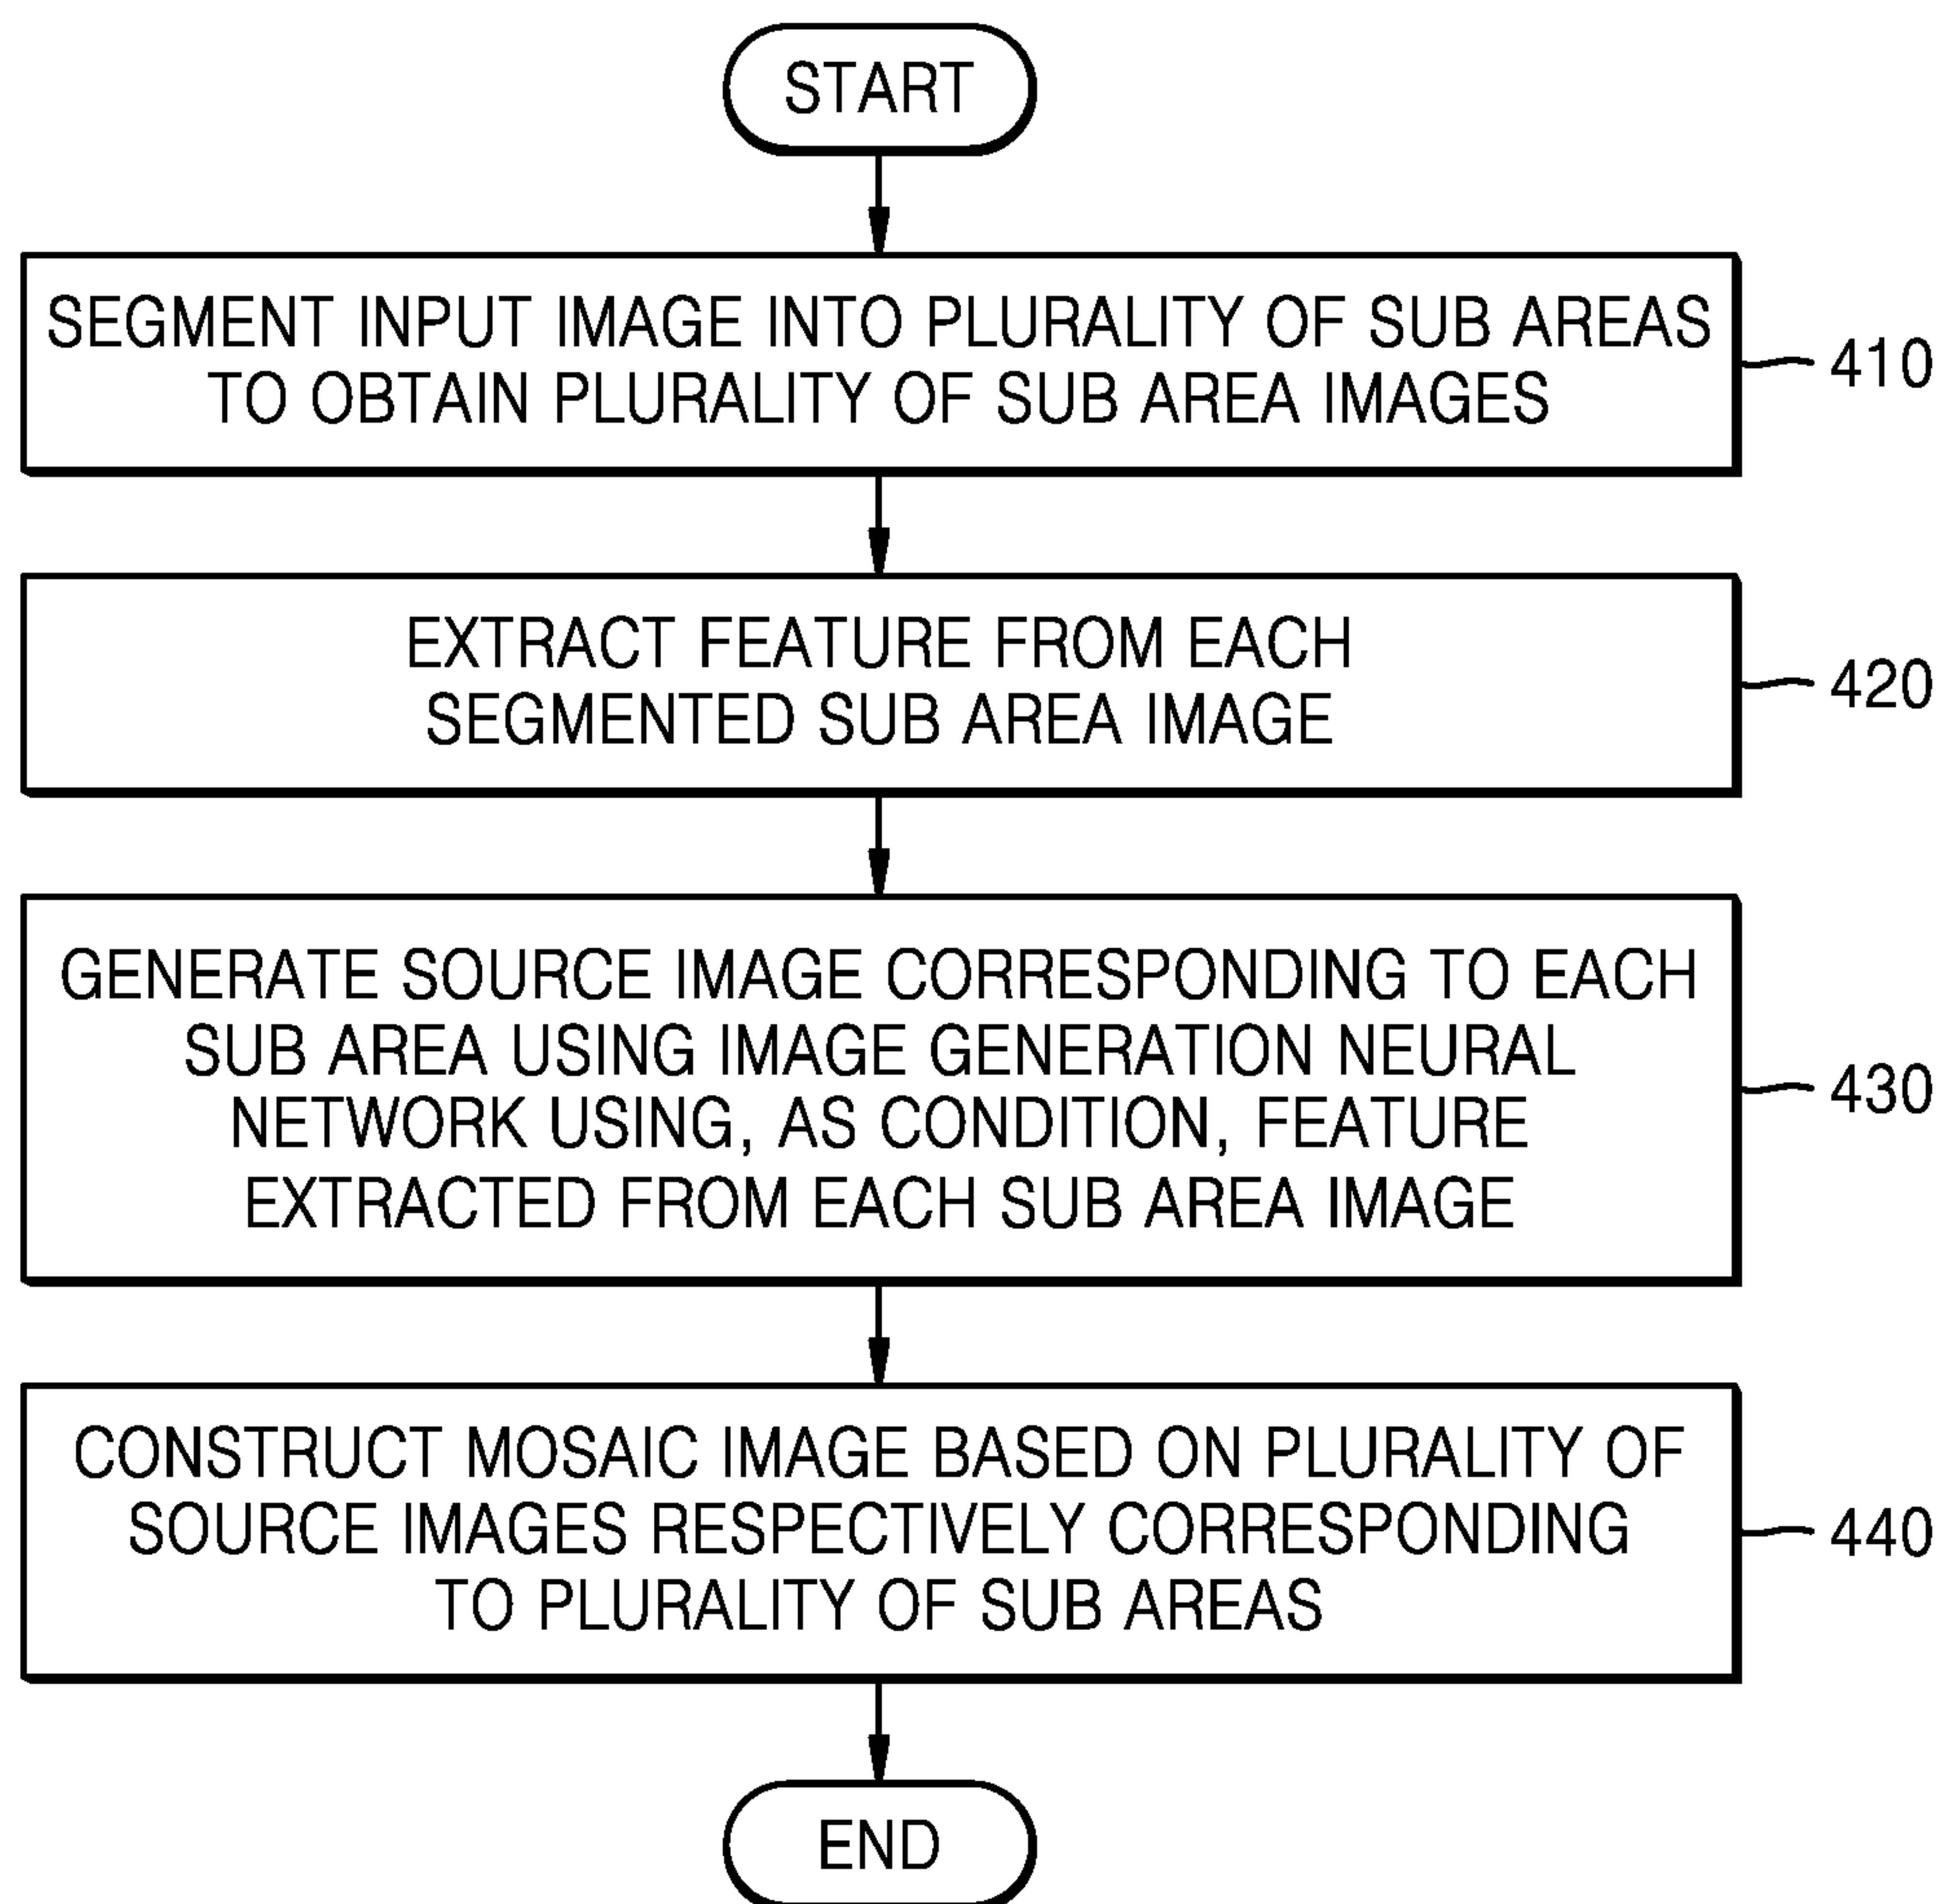 START
SEGMENT INPUT IMAGE INTO PLURALITY OF SUB AREAS
TO OBTAIN PLURALITY OF SUB AREA IMAGES
410
EXTRACT FEATURE FROM EACH
SEGMENTED SUB AREA IMAGE
420
GENERATE SOURCE IMAGE CORRESPONDING TO EACH
SUB AREA USING IMAGE GENERATION NEURAL
NETWORK USING, AS CONDITION, FEATURE
EXTRACTED FROM EACH SUB AREA IMAGE
430
CONSTRUCT MOSAIC IMAGE BASED ON PLURALITY OF
SOURCE IMAGES RESPECTIVELY CORRESPONDING
TO PLURALITY OF SUB AREAS
440
END